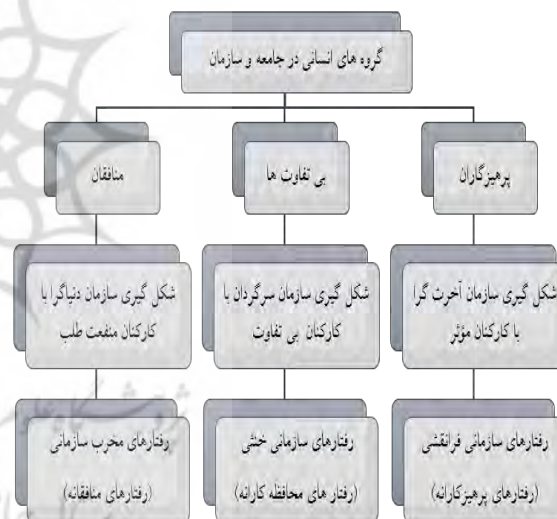 گروه های انسانی در جامعه و سازمان
پرهیزگاران
بی تفاوت ها
منافقان
شکل گیری سازمان آخرت گرا
با کارکنان مؤثر
شکل گیری سازمان سرگردان با
کارکنان بی تفاوت
شکل گیری سازمان دنیاگرا با
کارکنان منفعت طلب
رفتارهای سازمانی فرانقشی
(رفتارهای پرهیزکارانه)
رفتارهای سازمانی خنثی
(رفتار های محافظه کارانه)
رفتارهای مخرب سازمانی
(رفتارهای منافقانه)